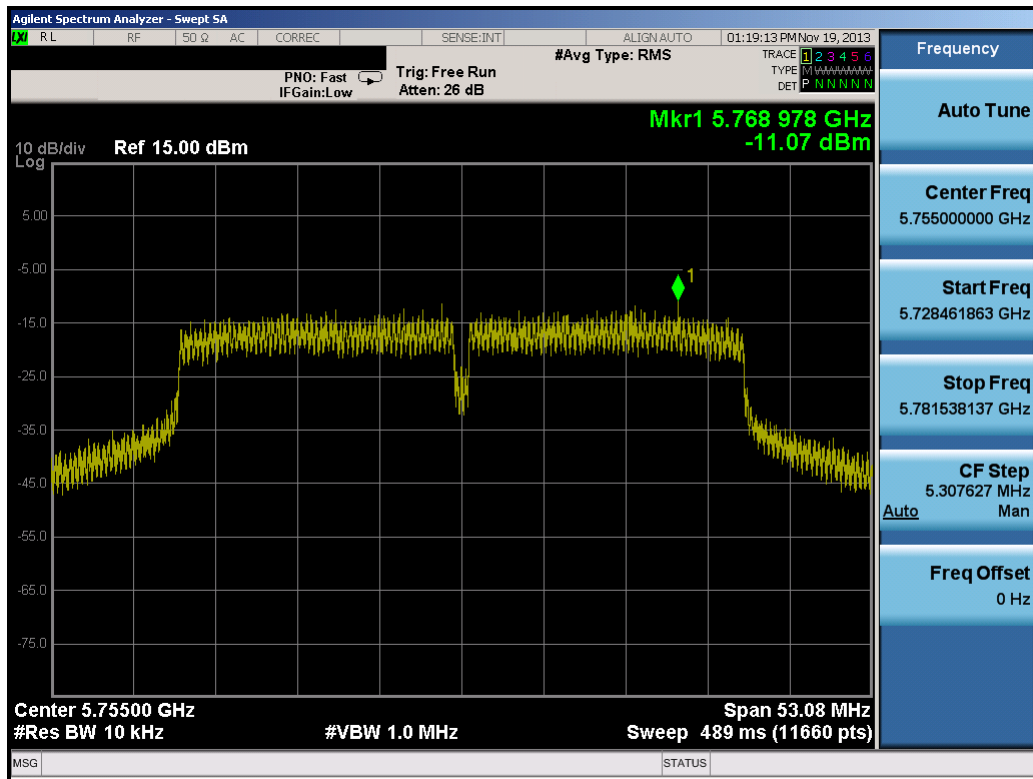 Agilent Spectrum Analyzer - Swept SA
LXI RL RF 50 Ω AC CORREC SENSE:INT ALIGNAUTO 01:19:13 PM Nov 19, 2013
#Avg Type: RMS
TRACE 1 2 3 4 5 6
TYPE M
DET P N N N N N
PNO: Fast
IFGain:Low
Trig: Free Run
Atten: 26 dB
Mkr1 5.768 978 GHz
-11.07 dBm
10 dB/div Ref 15.00 dBm
Log
5.00
-5.00
-15.0
-25.0
-35.0
-45.0
-55.0
-65.0
-75.0
1
Center 5.75500 GHz Span 53.08 MHz
#Res BW 10 kHz #VBW 1.0 MHz Sweep 489 ms (11660 pts)
MSG STATUS
Frequency
Auto Tune
Center Freq
5.755000000 GHz
Start Freq
5.728461863 GHz
Stop Freq
5.781538137 GHz
CF Step
5.307627 MHz
Auto Man
Freq Offset
0 Hz